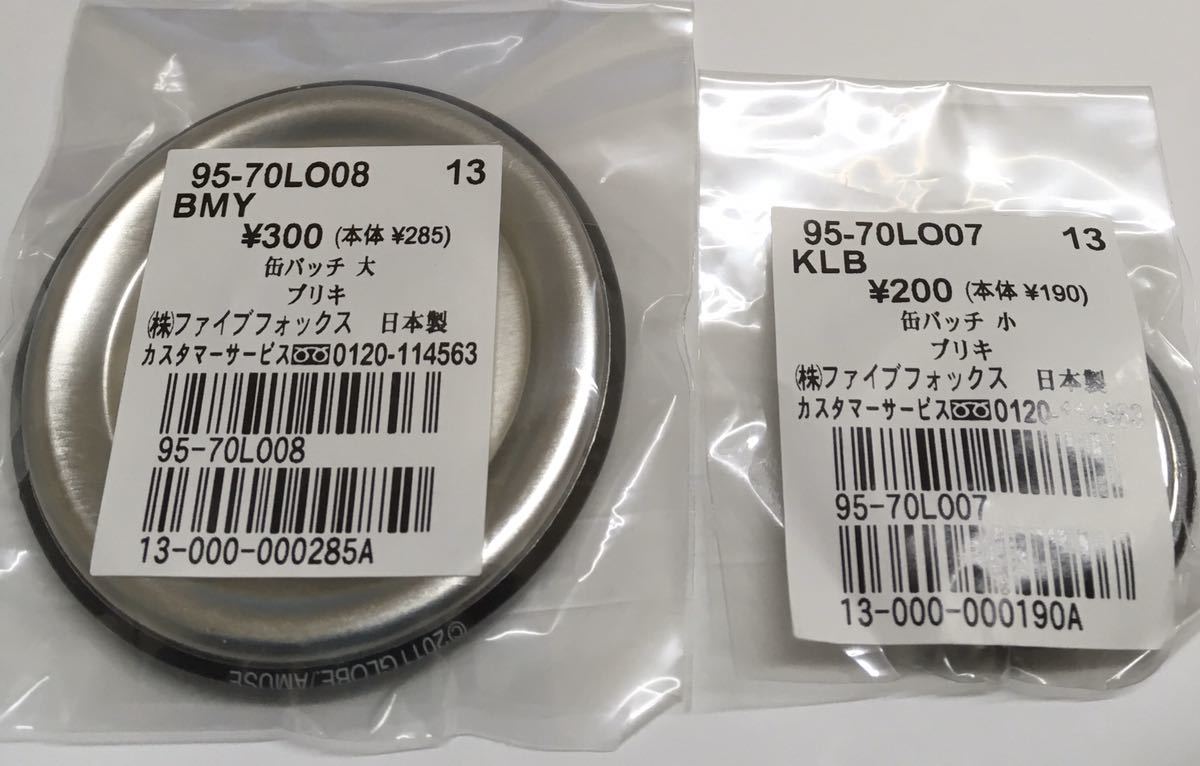 95-70LO08 13
BMY
¥300 (本体 ¥285)
缶バッチ 大
ブリキ
㈱ファイブフォックス 日本製
カスタマーサービス 0120-114563
95-70LO08
13-000-000285A
©2011 GLOBE./AMUSE
95-70LO07 13
KLB
¥200 (本体 ¥190)
缶バッチ 小
ブリキ
㈱ファイブフォックス 日本製
カスタマーサービス 0120-114563
95-70LO07
13-000-000190A